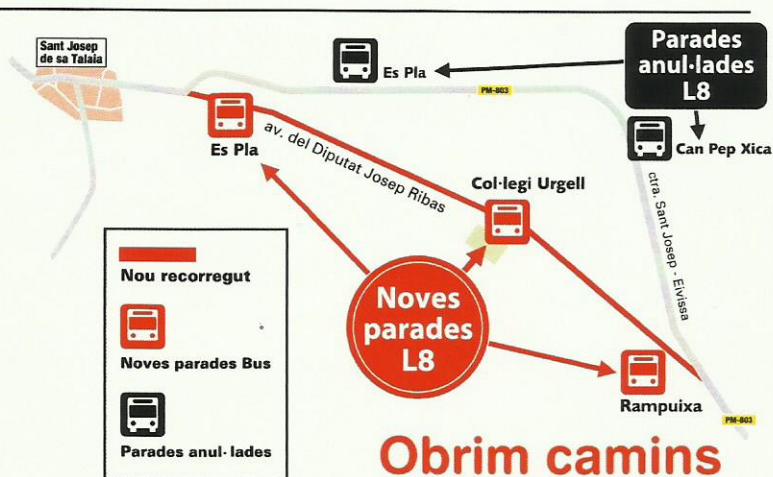 Sant Josep
de sa Talaia
Es Pla
PM-803
Parades
anul·lades
L8
Can Pep Xica
Es Pla
av. del Diputat Josep Ribas
Col·legi Urgell
ctra. Sant Josep - Eivissa
Nou recorregut
Noves parades Bus
Parades anul·lades
Noves
parades
L8
Rampuixa
PM-803
Obrim camins